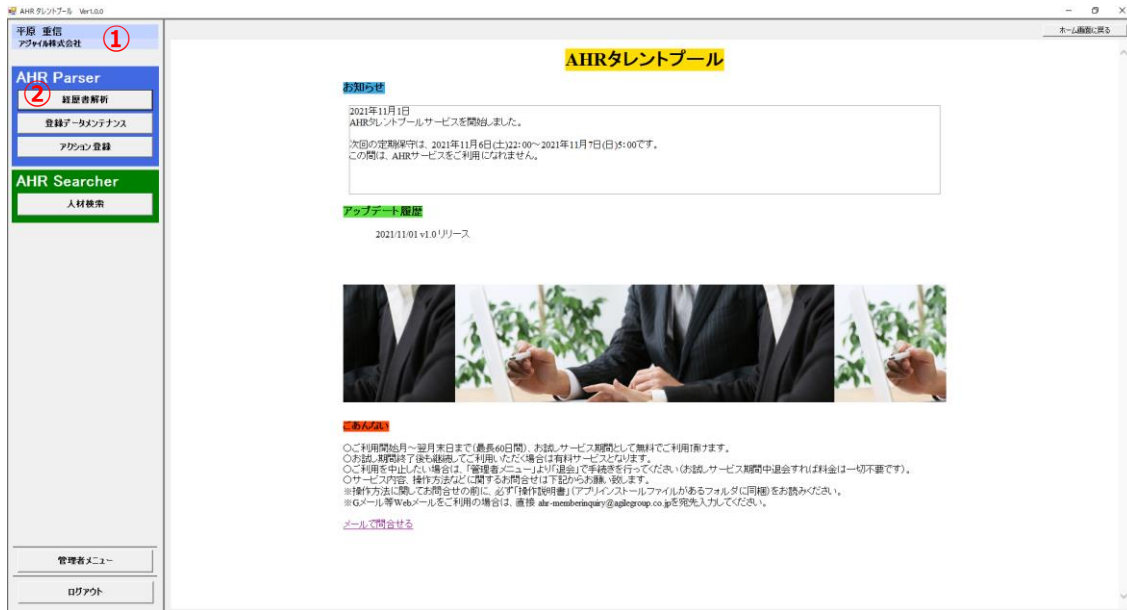 AHR タレントプール Ver1.0.0
平原 重信
アジャイル株式会社
①
ホーム画面に戻る
AHR Parser
②
経歴書解析
登録データメンテナンス
アクション登録
AHR Searcher
人材検索
管理者メニュー
ログアウト
AHRタレントプール
お知らせ
2021年11月1日
AHRタレントプールサービスを開始しました。
次回の定期保守は、2021年11月6日(土)22:00～2021年11月7日(日)5:00です。
この間は、AHRサービスをご利用になれません。
アップデート履歴
2021/11/01 v1.0 リリース
ごあんない
○ご利用開始月～翌月末日まで(最長60日間)、お試しサービス期間として無料でご利用頂けます。
○お試し期間終了後も継続してご利用いただく場合は有料サービスとなります。
○ご利用を中止したい場合は、「管理者メニュー」より「退会」で手続きを行ってください(お試しサービス期間中退会すれば料金は一切不要です)。
○サービス内容、操作方法などに関するお問合せは下記からお願い致します。
※操作方法に関してお問合せの前に、必ず「操作説明書」(アプリインストールファイルがあるフォルダに同梱)をお読みください。
※Gメール等Webメールをご利用の場合は、直接 ahr-memberinquiry@agilegroup.co.jpを宛先入力してください。
メールで問合せる